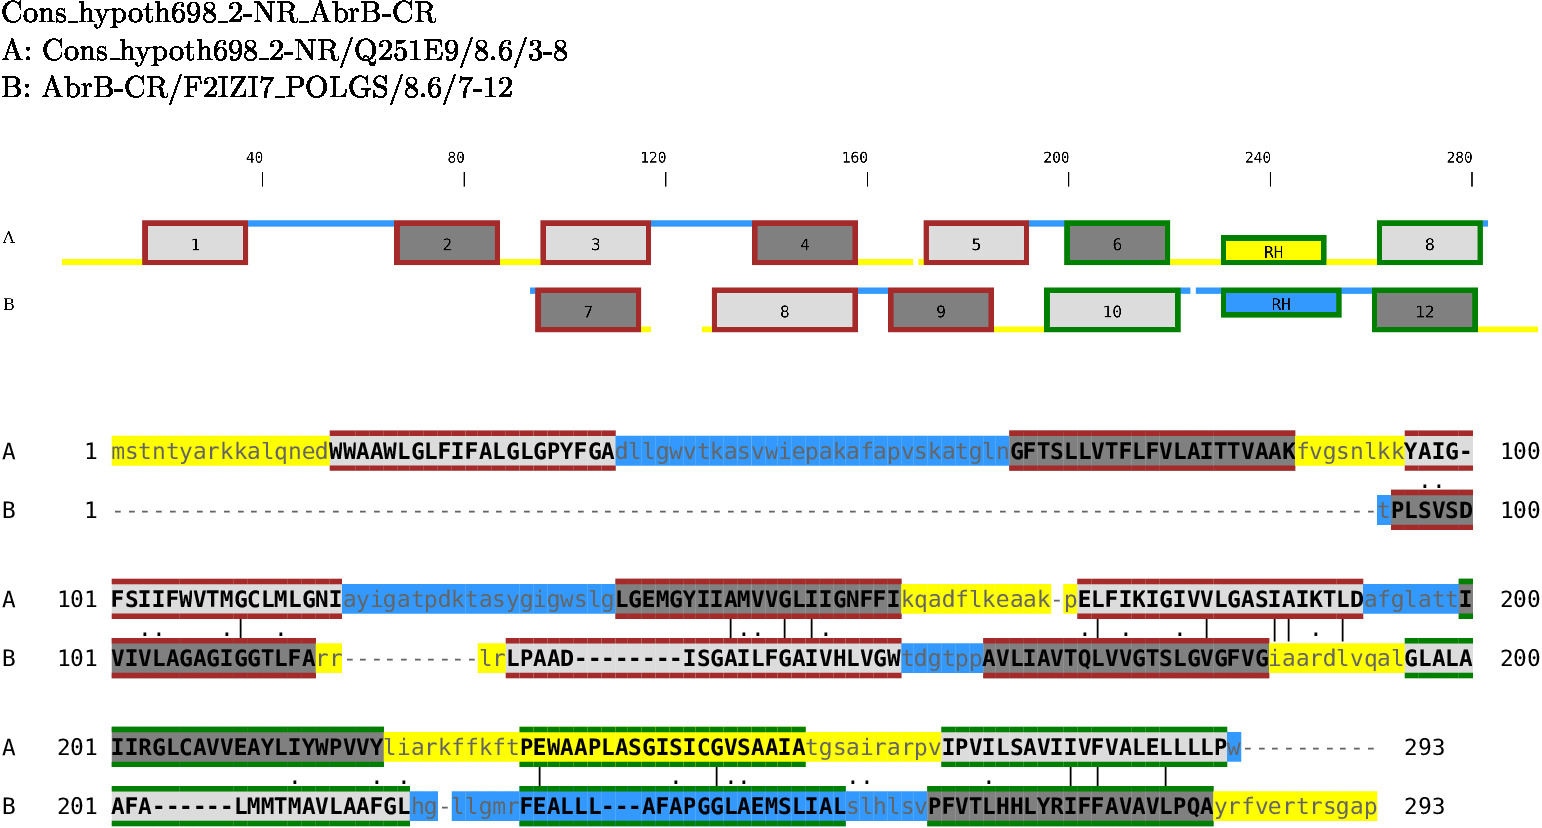 Cons_hypoth698_2-NR_AbrB-CR
A: Cons_hypoth698_2-NR/Q251E9/8.6/3-8
B: AbrB-CR/F2IZI7_POLGS/8.6/7-12
40 80 120 160 200 240 280
A 1 2 3 4 5 6 RH 8
B 7 8 9 10 RH 12
A 1 mstntyarkkalqnedWWAAWLGLFIFALGLGPYFGAdllgwvtkasvwiepakafapvskatglnGFTSLLVTFLFVLAITTVAAKfvgsnlkkYAIG- 100
B 1 ---------------------------------------------------------------------------------------------tPLSVSD 100
A 101 FSIIFWVTMGCLMLGNIayigatpdktasygigwslgLGEMGYIIAMVVGLIIGNFFIkqadflkeaak-pELFIKIGIVVLGASIAIKTLDafglattI 200
B 101 VIVLAGAGIGGTLFArr----------lrLPAAD--------ISGAILFGAIVHLVGWtdgtppAVLIAVTQLVVGTSLGVGFVGiaardlvqalGLALA 200
A 201 IIRGLCAVVEAYLIYWPVVYliarkffkftPEWAAPLASGISICGVSAAIAtgsairarpvIPVILSAVIIVFVALELLLLPw---------- 293
B 201 AFA------LMMTMAVLAAFGLhg-llgmrFEALLL---AFAPGGLAEMSLIALslhlsvPFVTLHHLYRIFFAVAVLPQAyrfvertrsgap 293